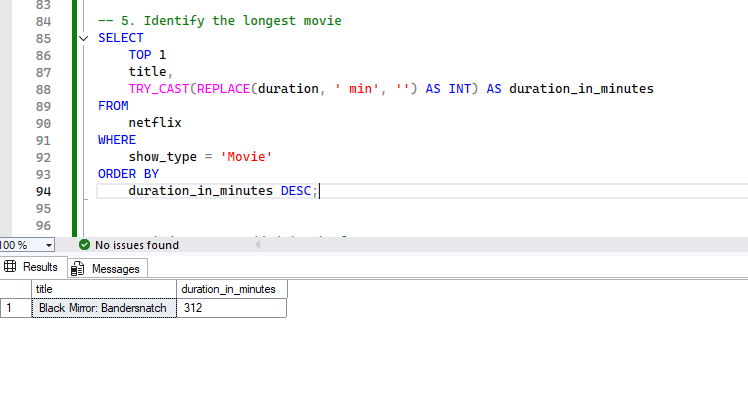 83
84 -- 5. Identify the longest movie
85 SELECT
86 TOP 1
87 title,
88 TRY_CAST(REPLACE(duration, ' min', '') AS INT) AS duration_in_minutes
89 FROM
90 netflix
91 WHERE
92 show_type = 'Movie'
93 ORDER BY
94 duration_in_minutes DESC;
95
96
100 % No issues found
Results Messages
title duration_in_minutes
1 Black Mirror: Bandersnatch 312